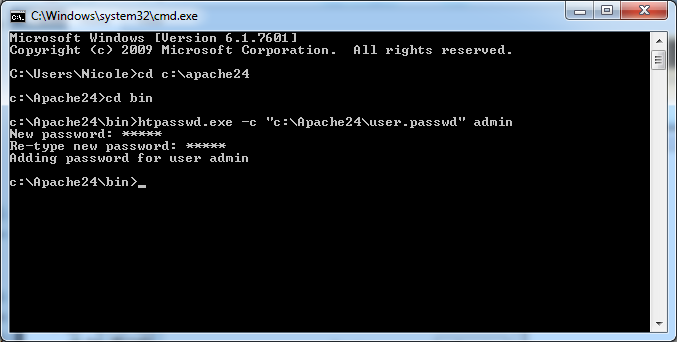 C:\Windows\system32\cmd.exe
Microsoft Windows [Version 6.1.7601]
Copyright (c) 2009 Microsoft Corporation.  All rights reserved.
C:\Users\Nicole>cd c:\apache24
c:\Apache24>cd bin
c:\Apache24\bin>htpasswd.exe -c "c:\Apache24\user.passwd" admin
New password: *****
Re-type new password: *****
Adding password for user admin
c:\Apache24\bin>_